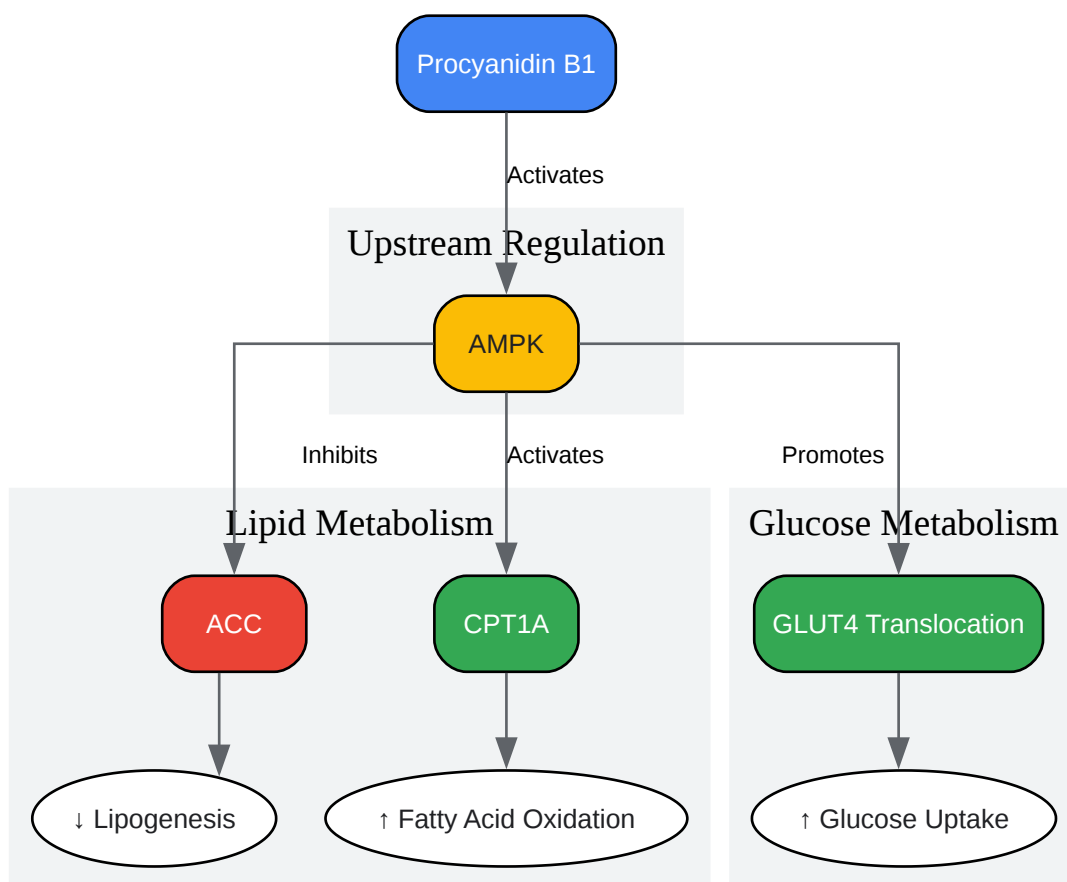 Procyanidin B1
Activates
Upstream Regulation
AMPK
Inhibits
Activates
Promotes
Lipid Metabolism
Glucose Metabolism
ACC
CPT1A
GLUT4 Translocation
↓ Lipogenesis
↑ Fatty Acid Oxidation
↑ Glucose Uptake